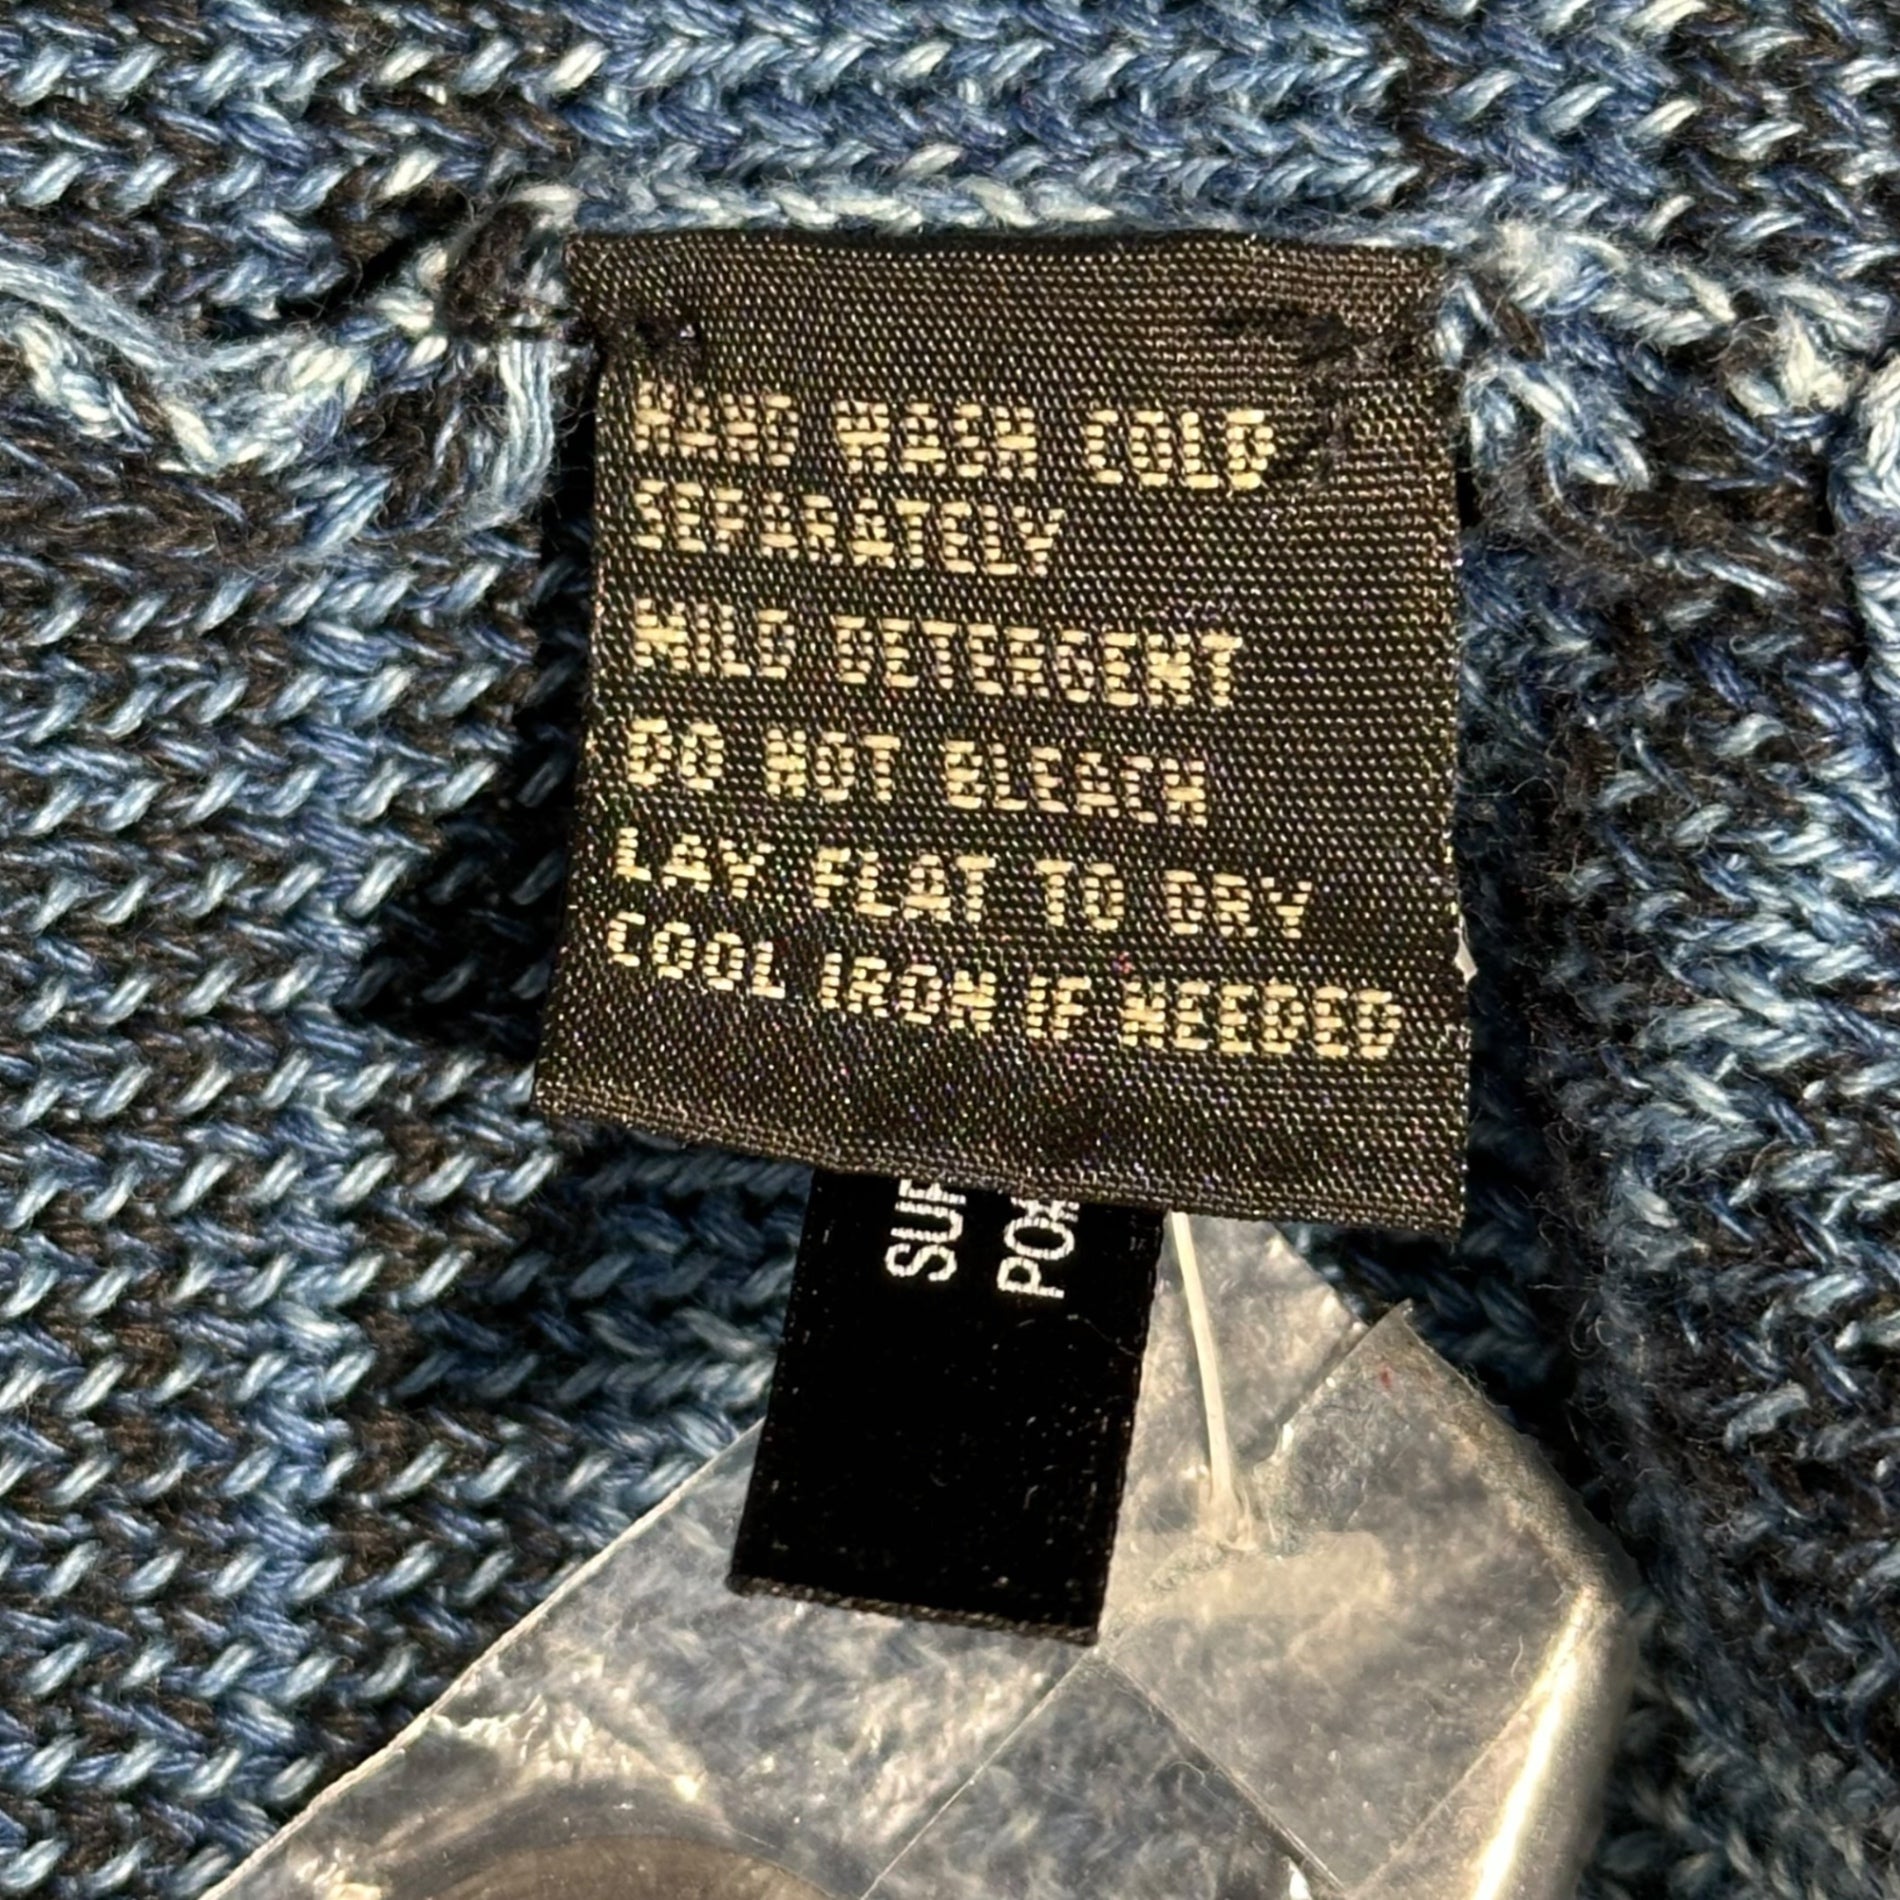 HAND WASH COLD
SEPARATELY
MILD DETERGENT
DO NOT BLEACH
LAY FLAT TO DRY
COOL IRON IF NEEDED